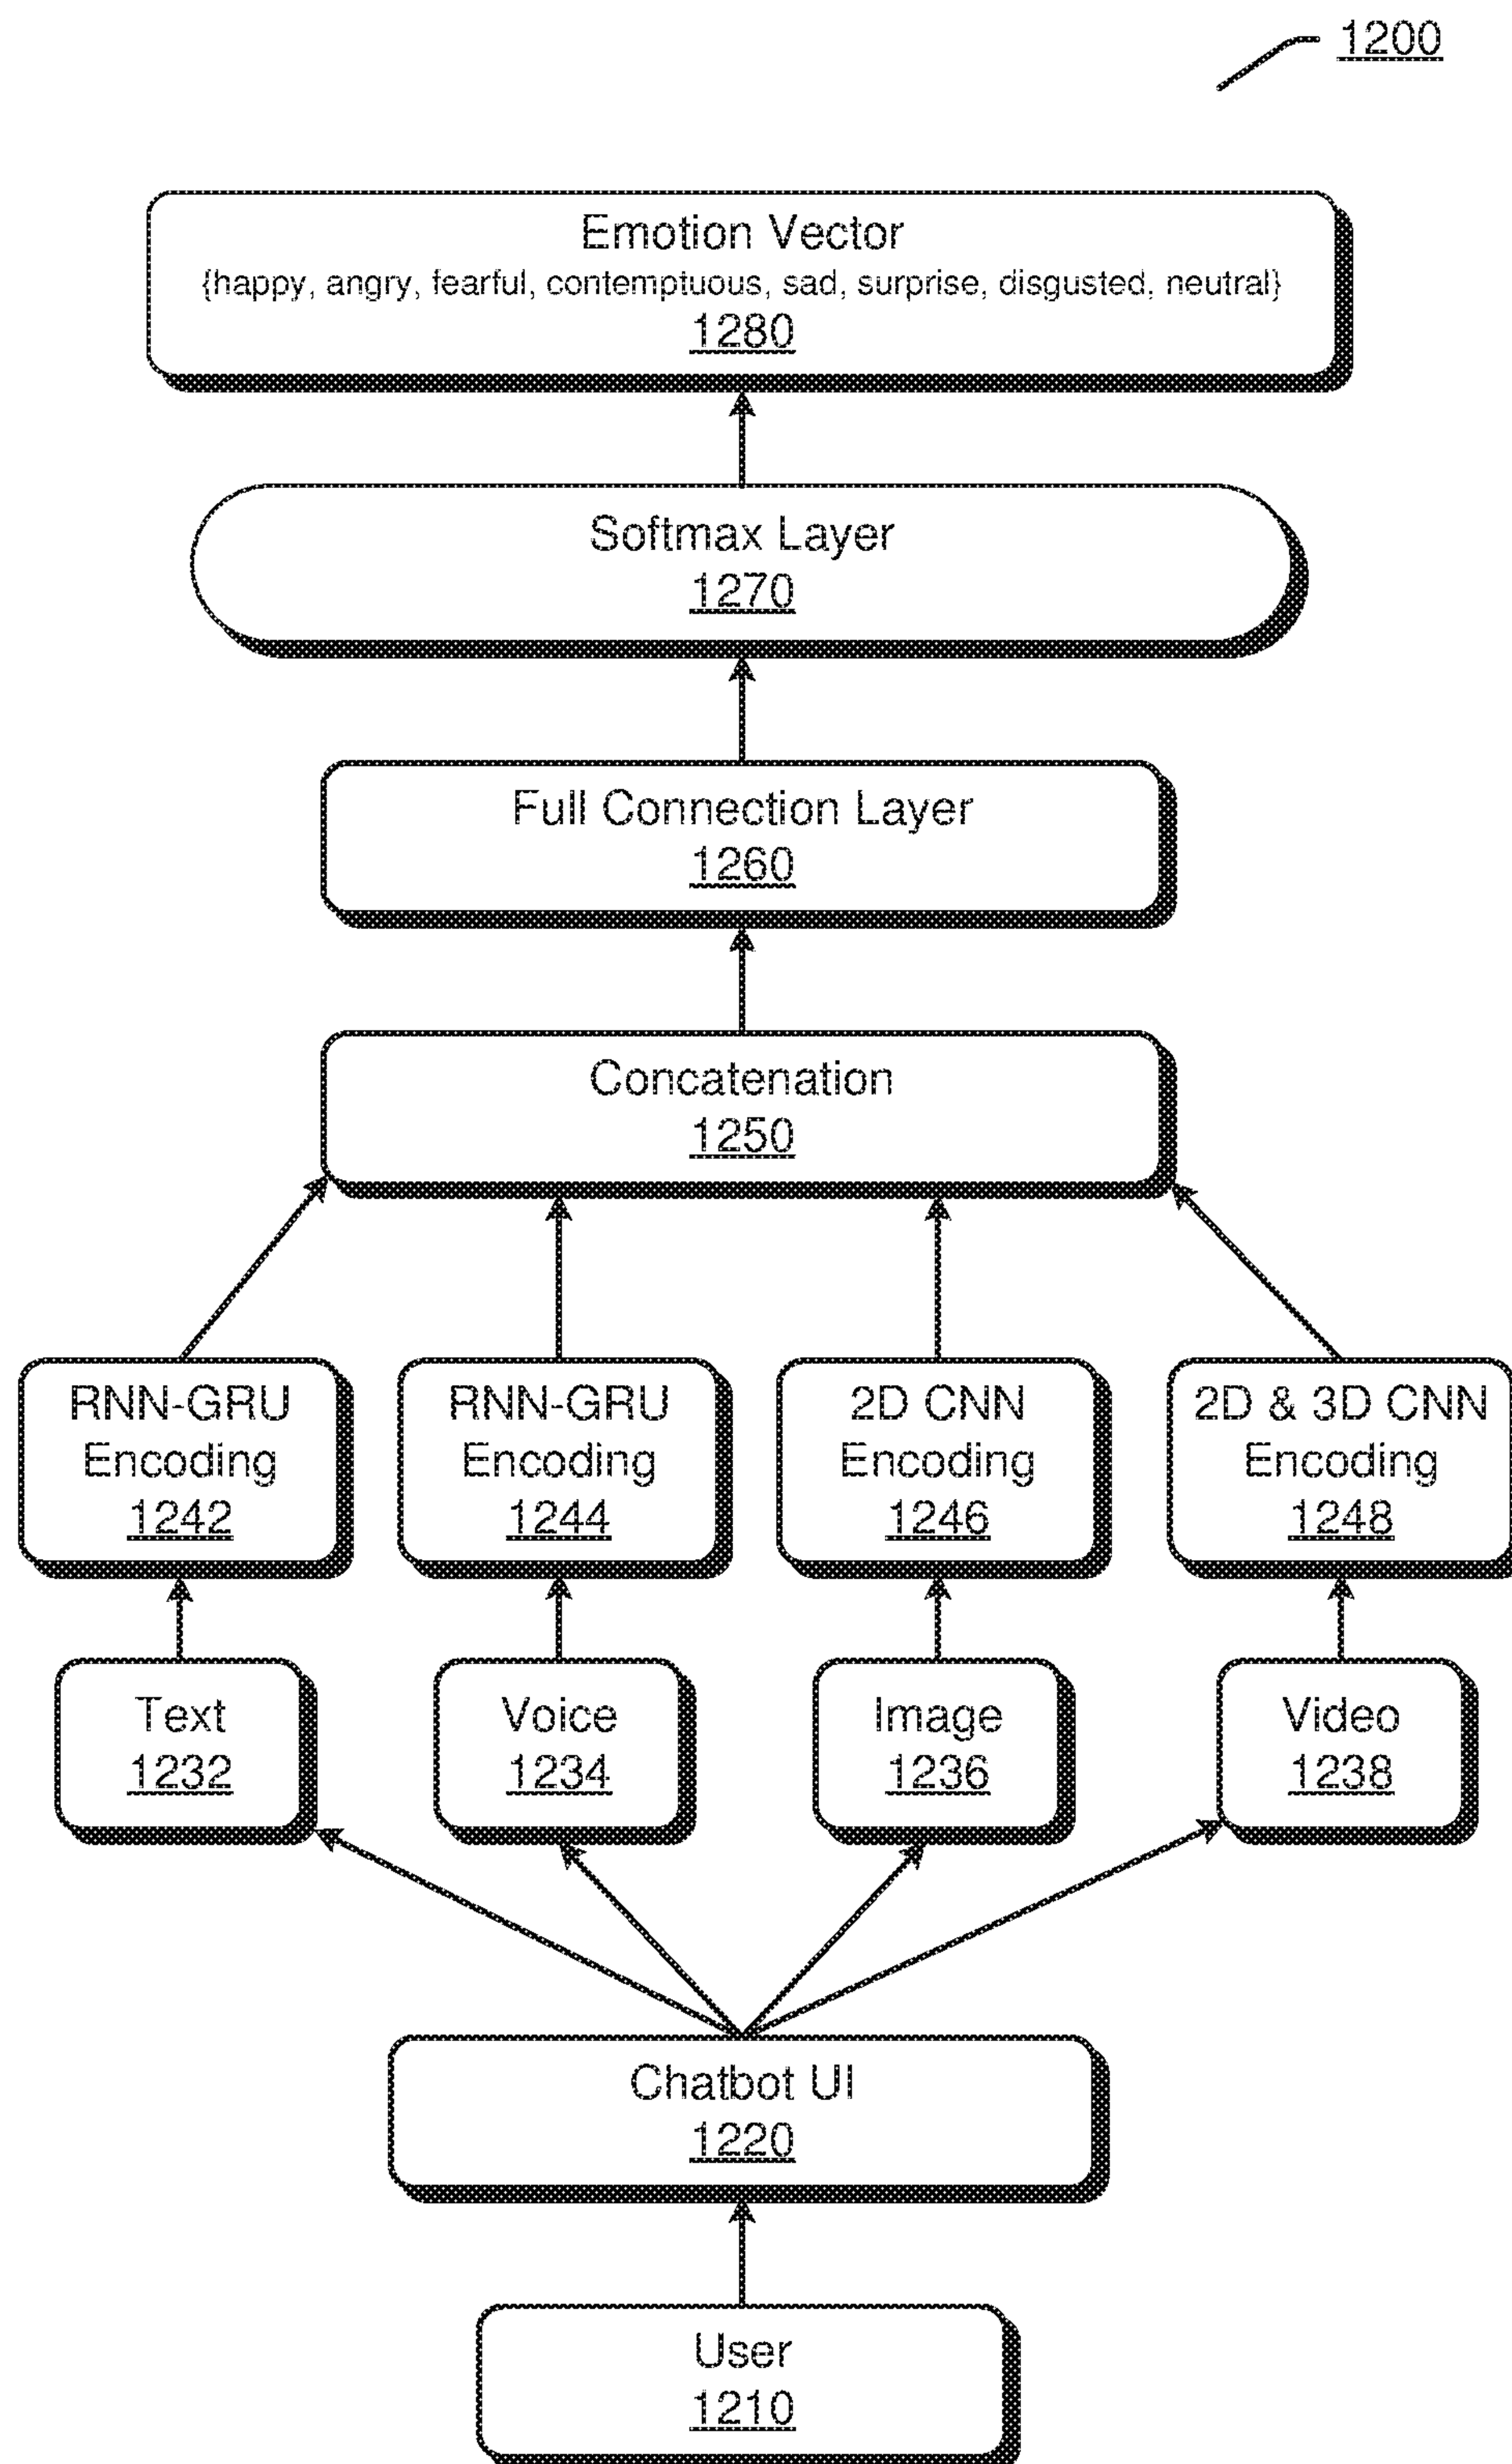 1200
Emotion Vector
{happy, angry, fearful, contemptuous, sad, surprise, disgusted, neutral}
1280
Softmax Layer
1270
Full Connection Layer
1260
Concatenation
1250
RNN-GRU
Encoding
1242
RNN-GRU
Encoding
1244
2D CNN
Encoding
1246
2D & 3D CNN
Encoding
1248
Text
1232
Voice
1234
Image
1236
Video
1238
Chatbot UI
1220
User
1210